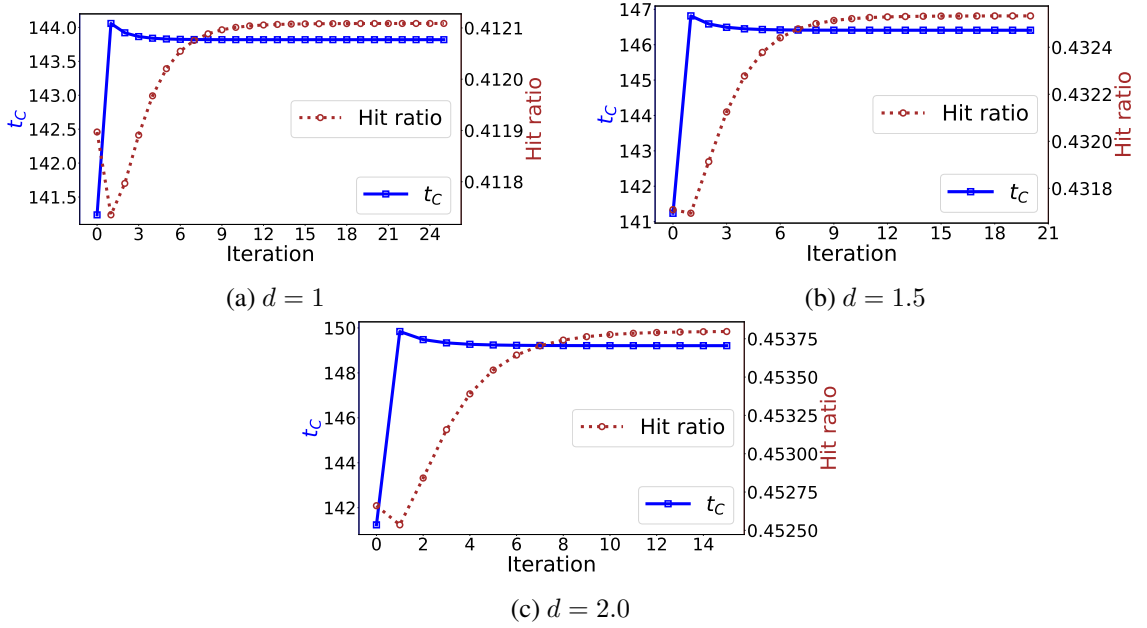 144.0
143.5
143.0
142.5
142.0
141.5
t_C
0 3 6 9 12 15 18 21 24
Iteration
0.41121
0.41120
0.41119
0.41118
Hit ratio
Hit ratio
t_C
(a) d = 1
147
146
145
144
143
142
141
t_C
0 3 6 9 12 15 18 21
Iteration
0.4324
0.4322
0.4320
0.4318
Hit ratio
Hit ratio
t_C
(b) d = 1.5
150
148
146
144
142
t_C
0 2 4 6 8 10 12 14
Iteration
0.45375
0.45350
0.45325
0.45300
0.45275
0.45250
Hit ratio
Hit ratio
t_C
(c) d = 2.0